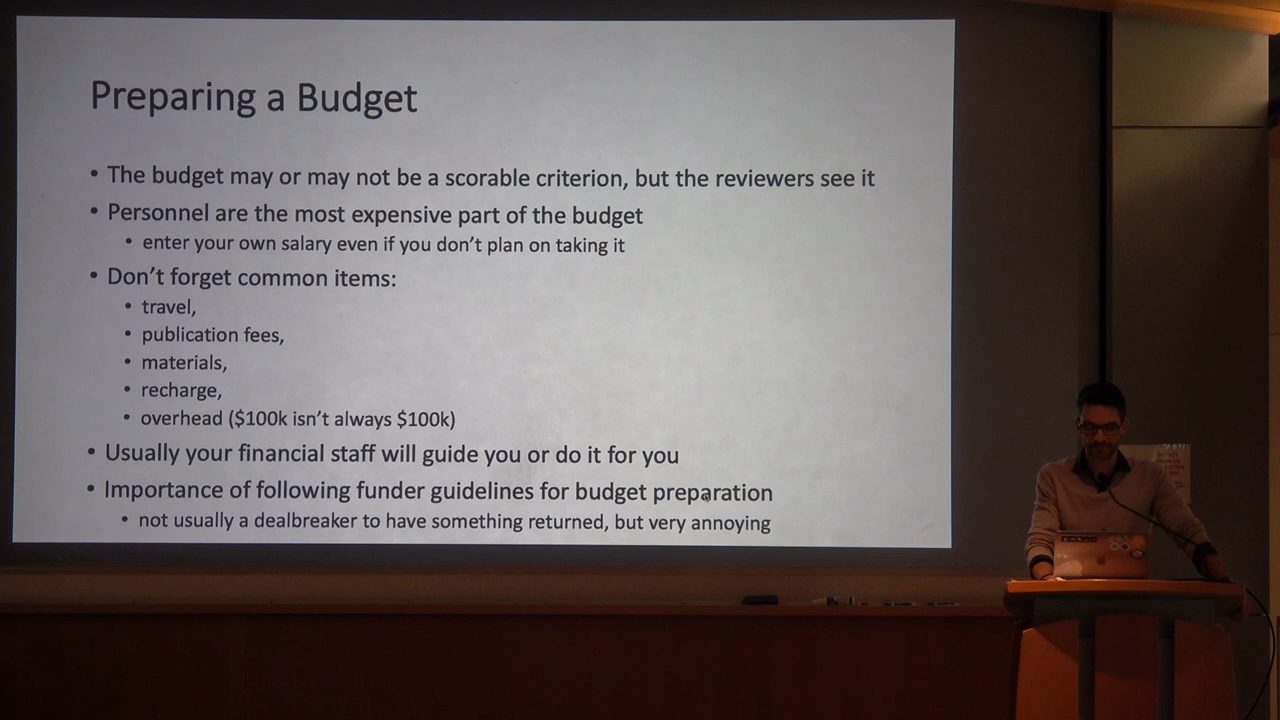 Preparing a Budget
• The budget may or may not be a scorable criterion, but the reviewers see it
• Personnel are the most expensive part of the budget
• enter your own salary even if you don't plan on taking it
• Don't forget common items:
• travel,
• publication fees,
• materials,
• recharge,
• overhead ($100k isn't always $100k)
• Usually your financial staff will guide you or do it for you
• Importance of following funder guidelines for budget preparation
• not usually a dealbreaker to have something returned, but very annoying